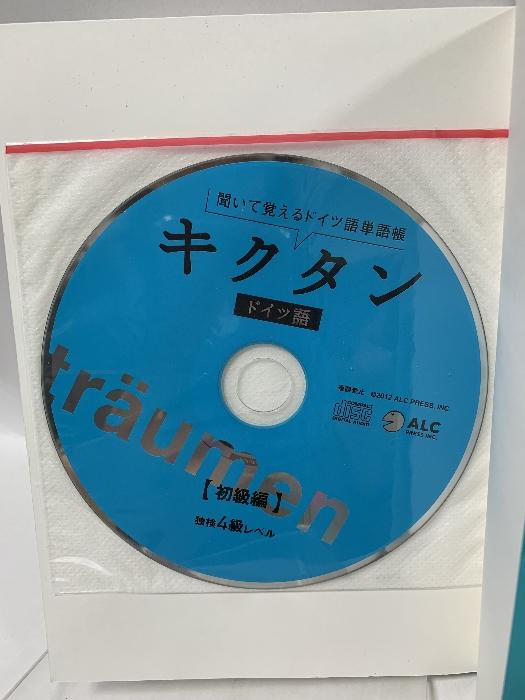 聞いて覚えるドイツ語単語帳
キクタン
ドイツ語
träumen
複製禁止 ©2012 ALC PRESS, INC.
COMPACT
disc
DIGITAL AUDIO
ALC
PRESS INC.
【初級編】
独検4級レベル